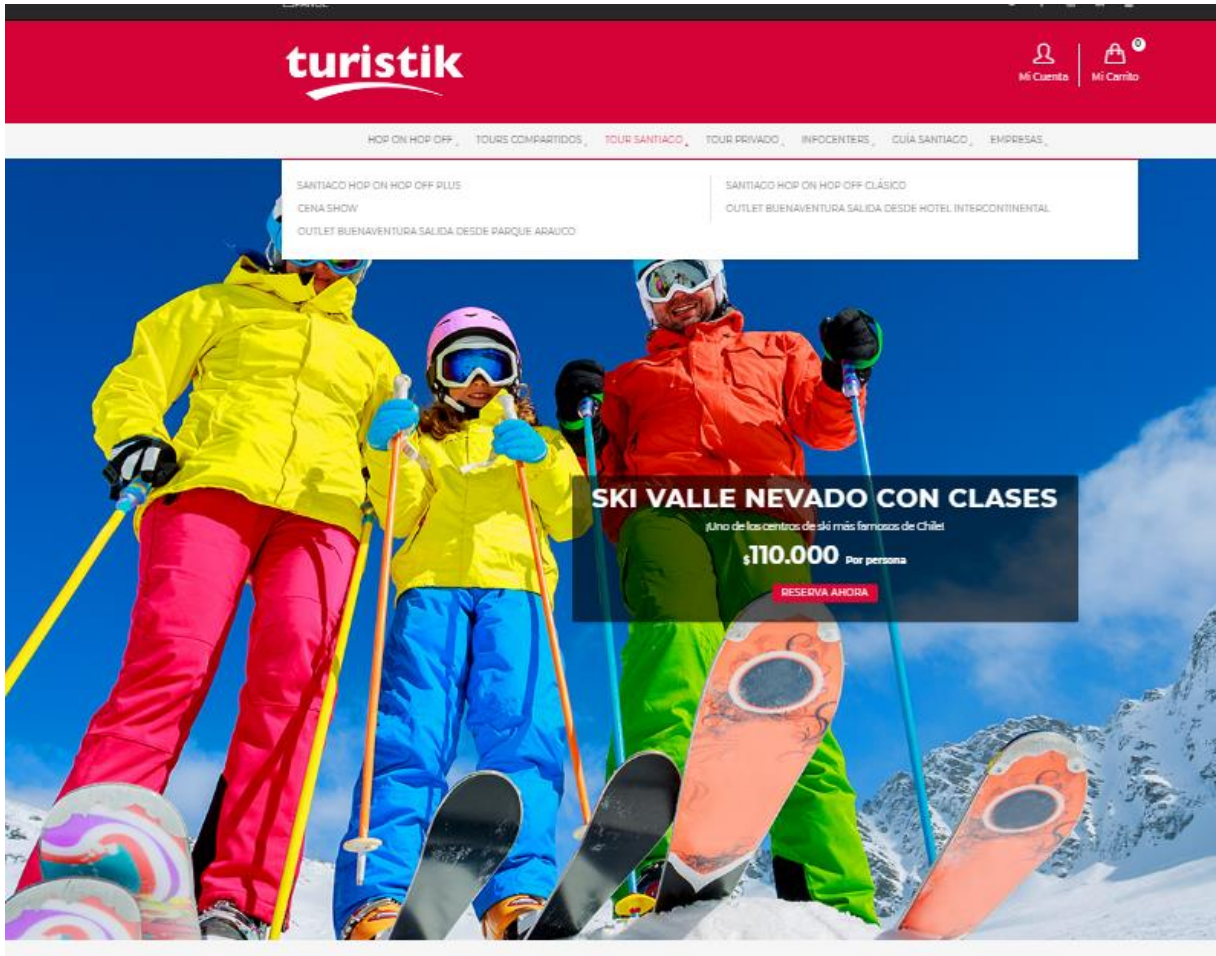 ESPAÑOL
turistik
0
Mi Cuenta
Mi Carrito
HOP ON HOP OFF
TOURS COMPARTIDOS
TOUR SANTIAGO
TOUR PRIVADO
INFOCENTERS
GUÍA SANTIAGO
EMPRESAS
SANTIAGO HOP ON HOP OFF PLUS
SANTIAGO HOP ON HOP OFF CLÁSICO
CENA SHOW
OUTLET BUENAVENTURA SALIDA DESDE HOTEL INTERCONTINENTAL
OUTLET BUENAVENTURA SALIDA DESDE PARQUE ARAUCO
SKI VALLE NEVADO CON CLASES
¡Uno de los centros de ski más famosos de Chile!
$110.000 Por persona
RESERVA AHORA